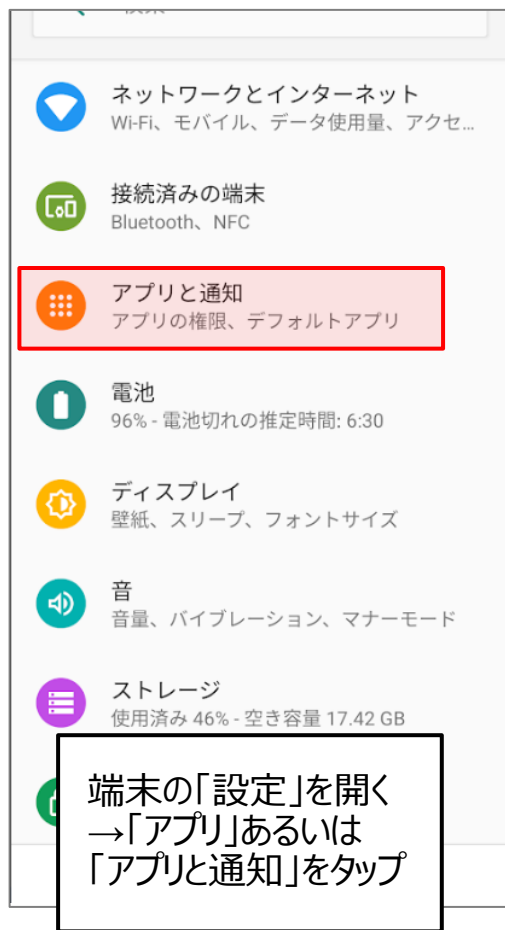 ネットワークとインターネット
Wi-Fi、モバイル、データ使用量、アクセ...
接続済みの端末
Bluetooth、NFC
アプリと通知
アプリの権限、デフォルトアプリ
電池
96% - 電池切れの推定時間: 6:30
ディスプレイ
壁紙、スリープ、フォントサイズ
音
音量、バイブレーション、マナーモード
ストレージ
使用済み 46% - 空き容量 17.42 GB
端末の「設定」を開く
→「アプリ」あるいは
「アプリと通知」をタップ